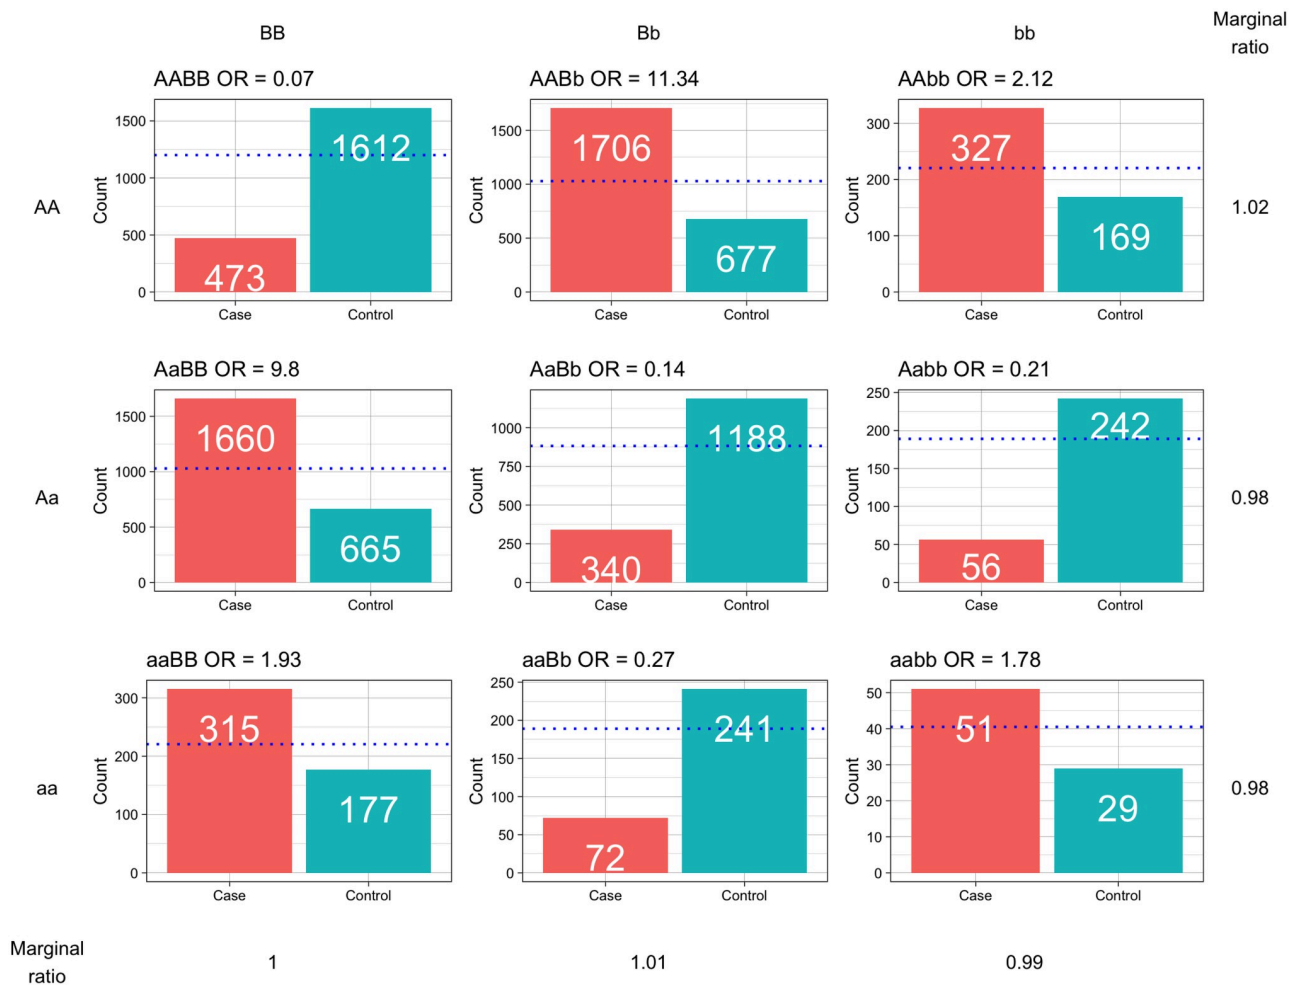 BB
Bb
bb
Marginal
ratio
AABB OR = 0.07
AABb OR = 11.34
AAbb OR = 2.12
AA
Count
1500
1000
500
0
473
1612
Case
Control
Count
1500
1000
500
0
1706
677
Case
Control
Count
300
200
100
0
327
169
Case
Control
1.02
AaBB OR = 9.8
AaBb OR = 0.14
Aabb OR = 0.21
Aa
Count
1500
1000
500
0
1660
665
Case
Control
Count
1000
750
500
250
0
340
1188
Case
Control
Count
250
200
150
100
50
0
56
242
Case
Control
0.98
aaBB OR = 1.93
aaBb OR = 0.27
aabb OR = 1.78
aa
Count
300
200
100
0
315
177
Case
Control
Count
250
200
150
100
50
0
72
241
Case
Control
Count
50
40
30
20
10
0
51
29
Case
Control
0.98
Marginal
ratio
1
1.01
0.99